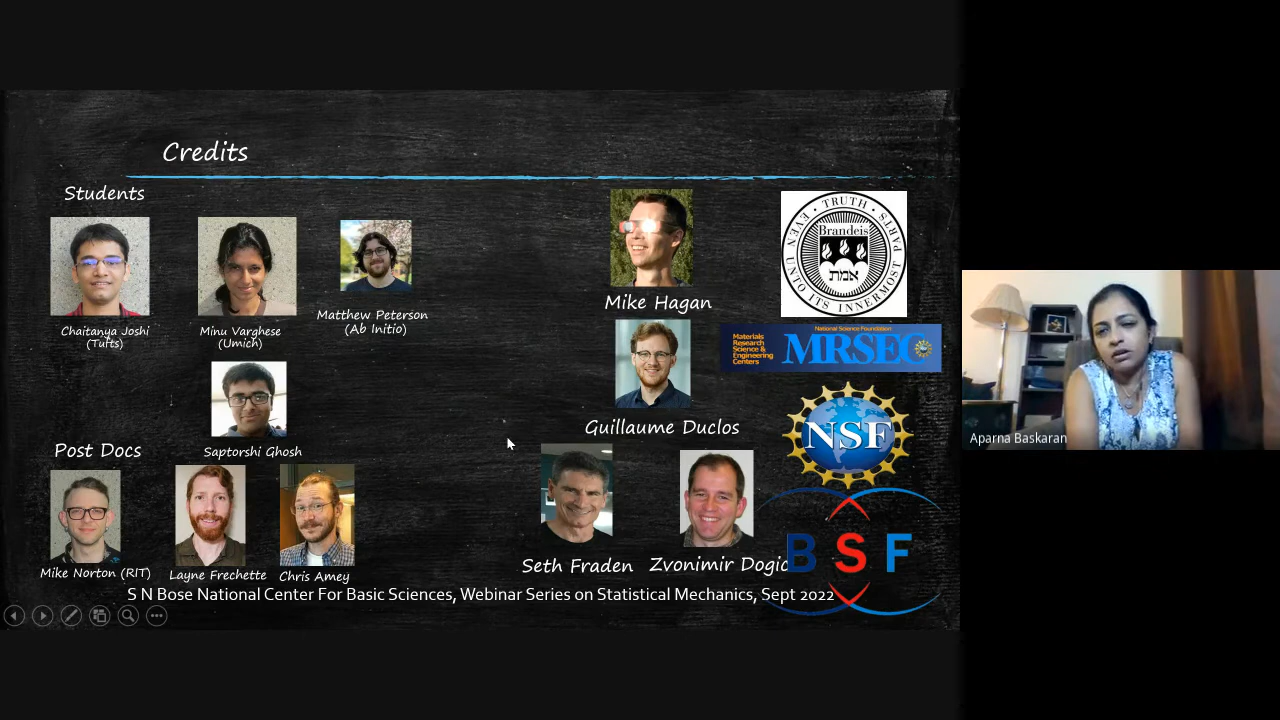 Credits
Students
Chaitanya Joshi
(Tufts)
Minu Varghese
(Umich)
Matthew Peterson
(Ab Initio)
Saptorshi Ghosh
Post Docs
Mike Norton (RIT)
Layne Frechette
Chris Amey
Mike Hagan
Guillaume Duclos
Seth Fraden
Zvonimir Dogic
TRUTH · EVEN UNTO ITS INNERMOST PARTS
Brandeis
אמת
National Science Foundation
Materials
Research
Science &
Engineering
Centers
MRSEC
NSF
BSF
S N Bose National Center For Basic Sciences, Webinar Series on Statistical Mechanics, Sept 2022
Aparna Baskaran